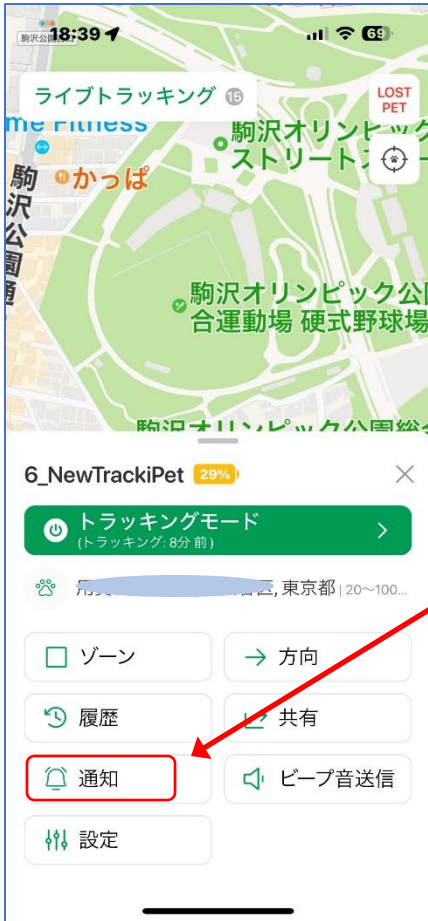 18:39
69
ライブトラッキング 15
LOST
PET
me Fitness
駒沢オリンピック
ストリート
かっぱ
駒沢公園通
駒沢オリンピック公
合運動場 硬式野球場
駒沢オリンピック公園総
6_NewTrackiPet 29%
トラッキングモード
(トラッキング: 8分 前)
東京都 | 20~100...
ゾーン
方向
履歴
共有
通知
ビープ音送信
設定